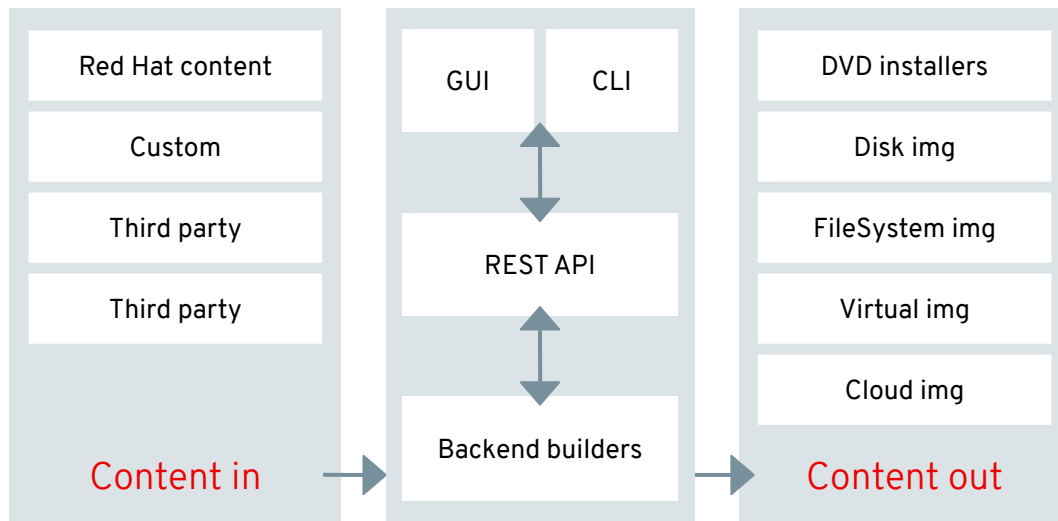 Red Hat content
Custom
Third party
Third party
Content in
GUI
CLI
REST API
Backend builders
DVD installers
Disk img
FileSystem img
Virtual img
Cloud img
Content out